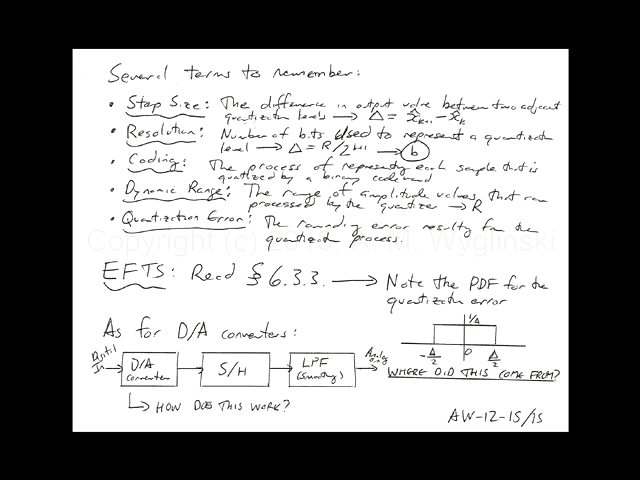 Several terms to remember:
• Step Size: The difference in output value between two adjacent
quantization levels → Δ = x̂k+1 - x̂k
• Resolution: Number of bits used to represent a quantization
level → Δ = R/2^b+1 → b
• Coding: The process of representing each sample that is
quantized by a binary codeword
• Dynamic Range: The range of amplitude values that can
processed by the quantizer → R
• Quantization Error: The rounding error resulting from the
quantization process.
Copyright (c) Wyglinski
EFTS: Read § 6.3.3. → Note the PDF for the
quantization error
As for D/A converters:
1/Δ
-Δ/2 0 Δ/2
Digital In → D/A converter → S/H → LPF (smoothing) → Analog Out
WHERE DID THIS COME FROM?
↳ HOW DOES THIS WORK?
AW-12-15/15